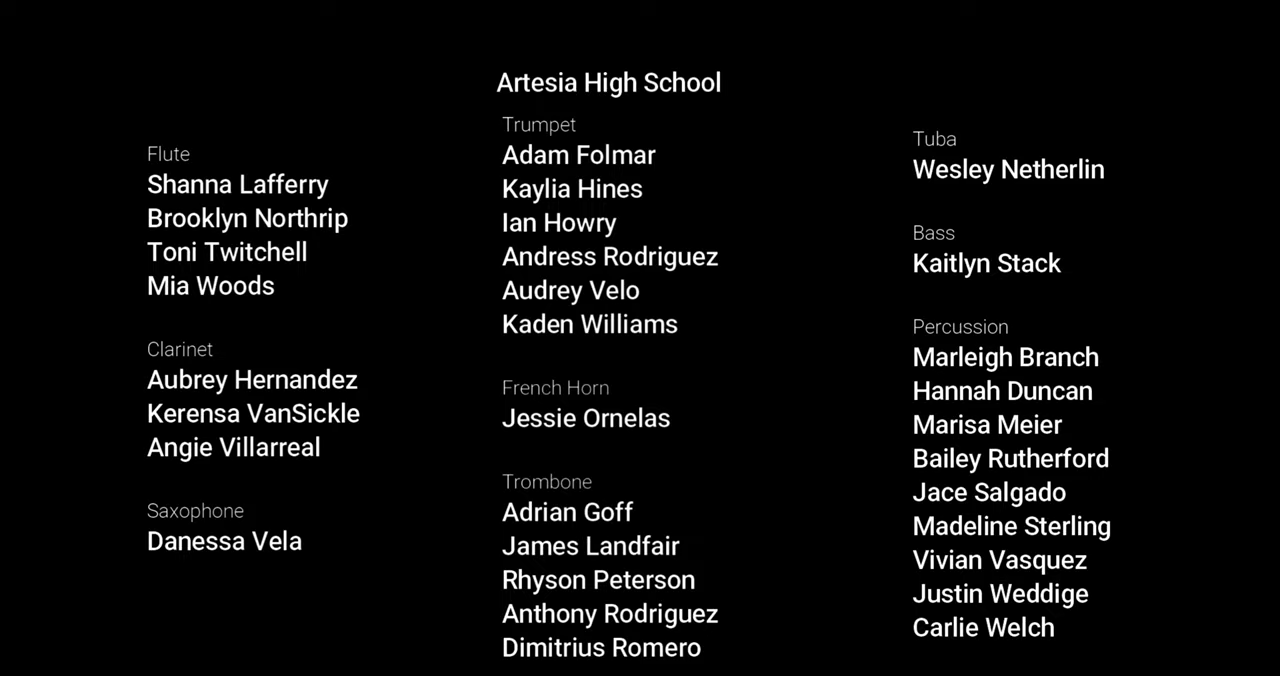 Artesia High School
Flute
Shanna Lafferry
Brooklyn Northrip
Toni Twitchell
Mia Woods
Clarinet
Aubrey Hernandez
Kerensa VanSickle
Angie Villarreal
Saxophone
Danessa Vela
Trumpet
Adam Folmar
Kaylia Hines
Ian Howry
Andress Rodriguez
Audrey Velo
Kaden Williams
French Horn
Jessie Ornelas
Trombone
Adrian Goff
James Landfair
Rhyson Peterson
Anthony Rodriguez
Dimitrius Romero
Tuba
Wesley Netherlin
Bass
Kaitlyn Stack
Percussion
Marleigh Branch
Hannah Duncan
Marisa Meier
Bailey Rutherford
Jace Salgado
Madeline Sterling
Vivian Vasquez
Justin Weddige
Carlie Welch